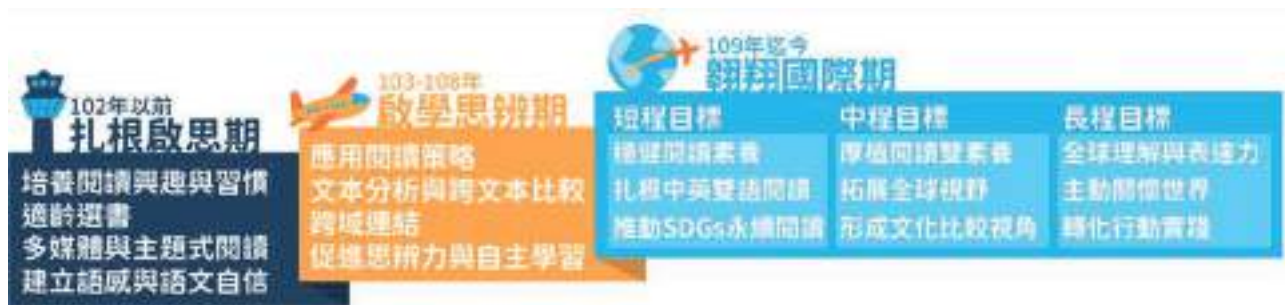 102年以前
扎根啟思期
培養閱讀興趣與習慣
適齡選書
多媒體與主題式閱讀
建立語感與語文自信
103-108年
啟學思辨期
應用閱讀策略
文本分析與跨文本比較
跨域連結
促進思辨力與自主學習
109年迄今
翱翔國際期
短程目標
穩健閱讀素養
扎根中英雙語閱讀
推動SDGs永續閱讀
中程目標
厚植閱讀雙素養
拓展全球視野
形成文化比較視角
長程目標
全球理解與表達力
主動關懷世界
轉化行動實踐